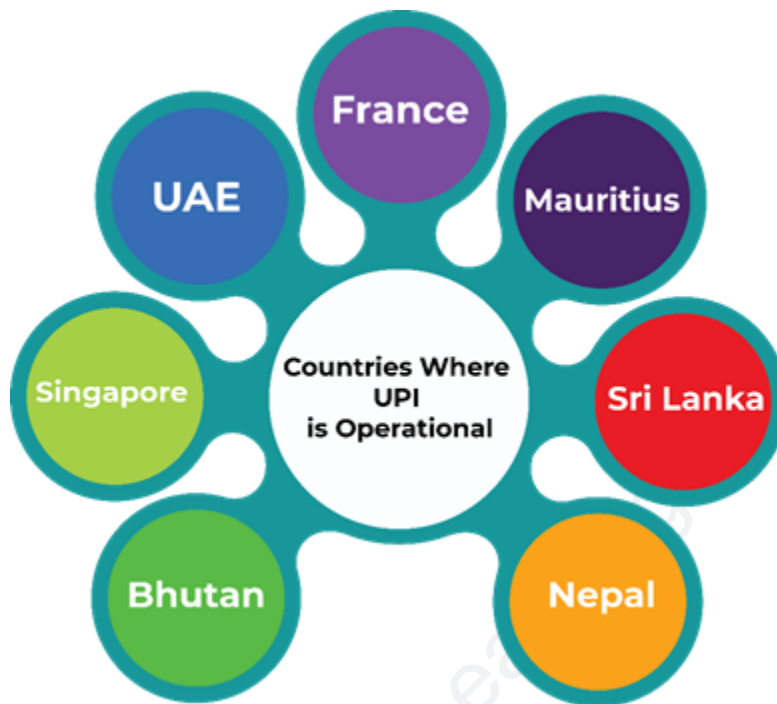 France
UAE
Mauritius
Singapore
Countries Where
UPI
is Operational
Sri Lanka
Bhutan
Nepal